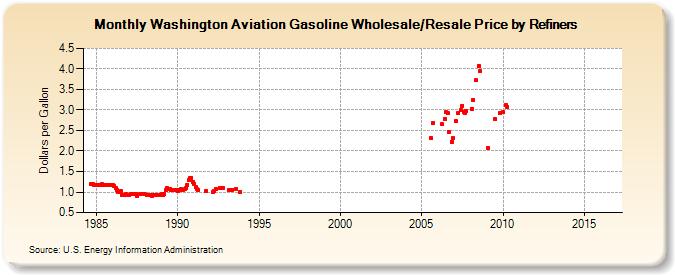 Monthly Washington Aviation Gasoline Wholesale/Resale Price by Refiners
Dollars per Gallon
4.5
4.0
3.5
3.0
2.5
2.0
1.5
1.0
0.5
1985 1990 1995 2000 2005 2010 2015
Source: U.S. Energy Information Administration